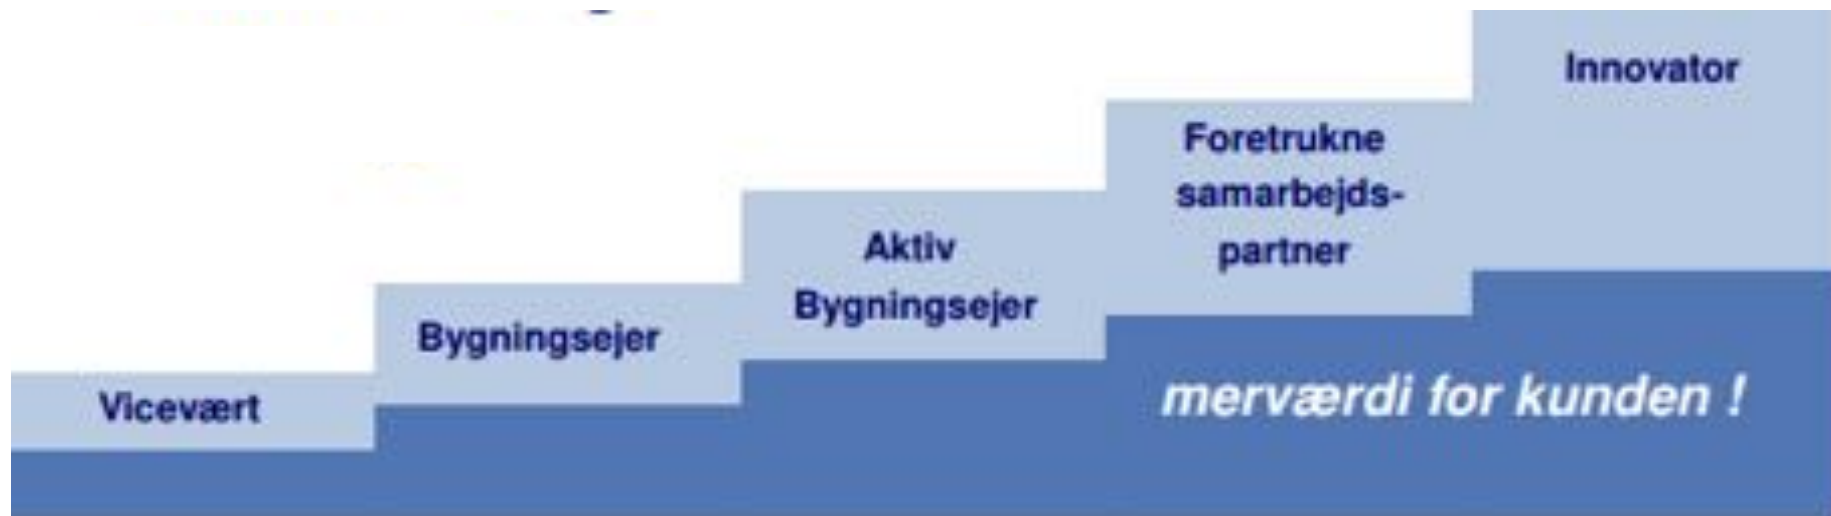 Innovator
Foretrukne
samarbejds-
partner
Aktiv
Bygningsejer
Bygningsejer
Vicevært
merværdi for kunden !